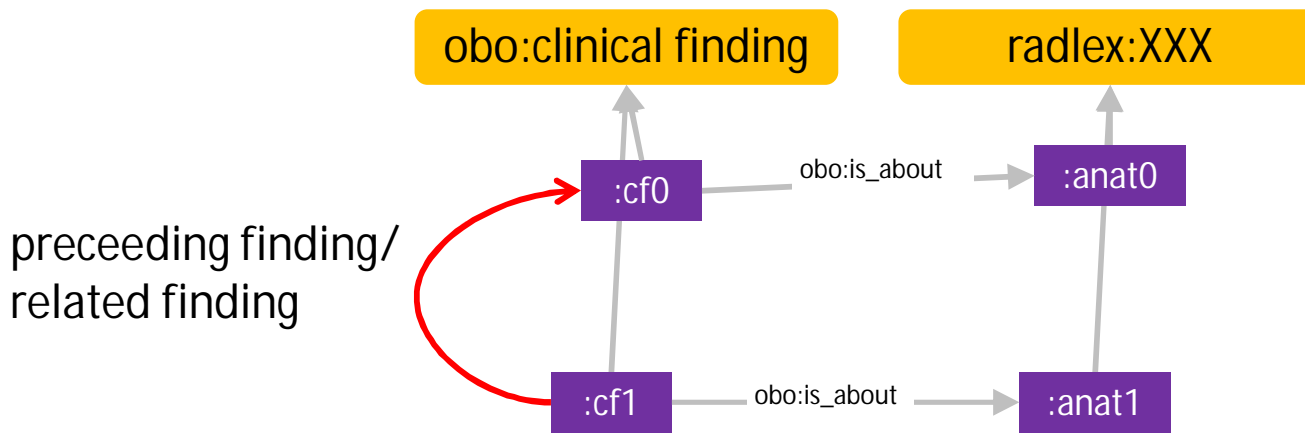 obo:clinical finding
radlex:XXX
:cf0
obo:is_about
:anat0
preceeding finding/
related finding
:cf1
obo:is_about
:anat1